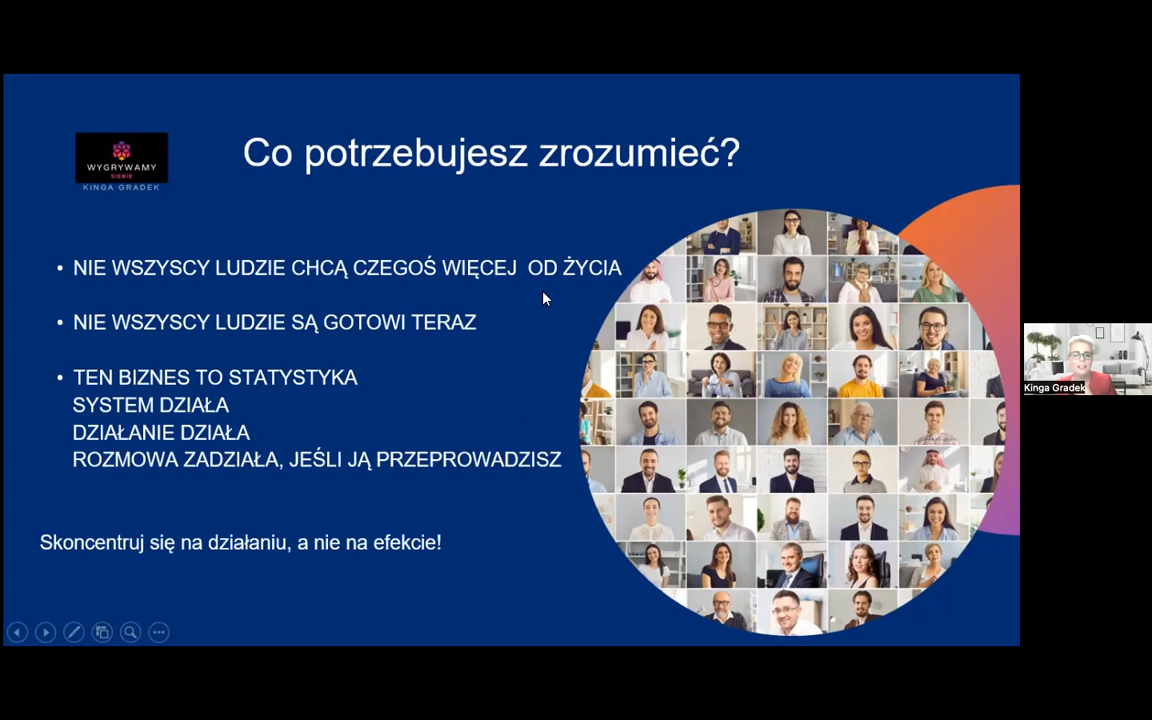 WYGRYWAMY
SIEBIE
KINGA GRADEK
Co potrzebujesz zrozumieć?
• NIE WSZYSCY LUDZIE CHCĄ CZEGOŚ WIĘCEJ OD ŻYCIA
• NIE WSZYSCY LUDZIE SĄ GOTOWI TERAZ
• TEN BIZNES TO STATYSTYKA
SYSTEM DZIAŁA
DZIAŁANIE DZIAŁA
ROZMOWA ZADZIAŁA, JEŚLI JĄ PRZEPROWADZISZ
Skoncentruj się na działaniu, a nie na efekcie!
Kinga Gradek